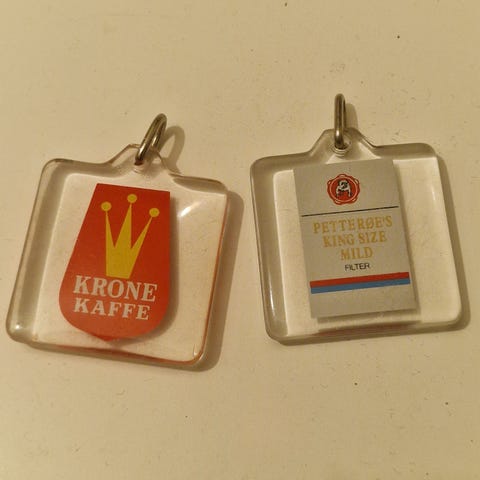 KRONE
KAFFE
PETTERØE'S
KING SIZE
MILD
FILTER